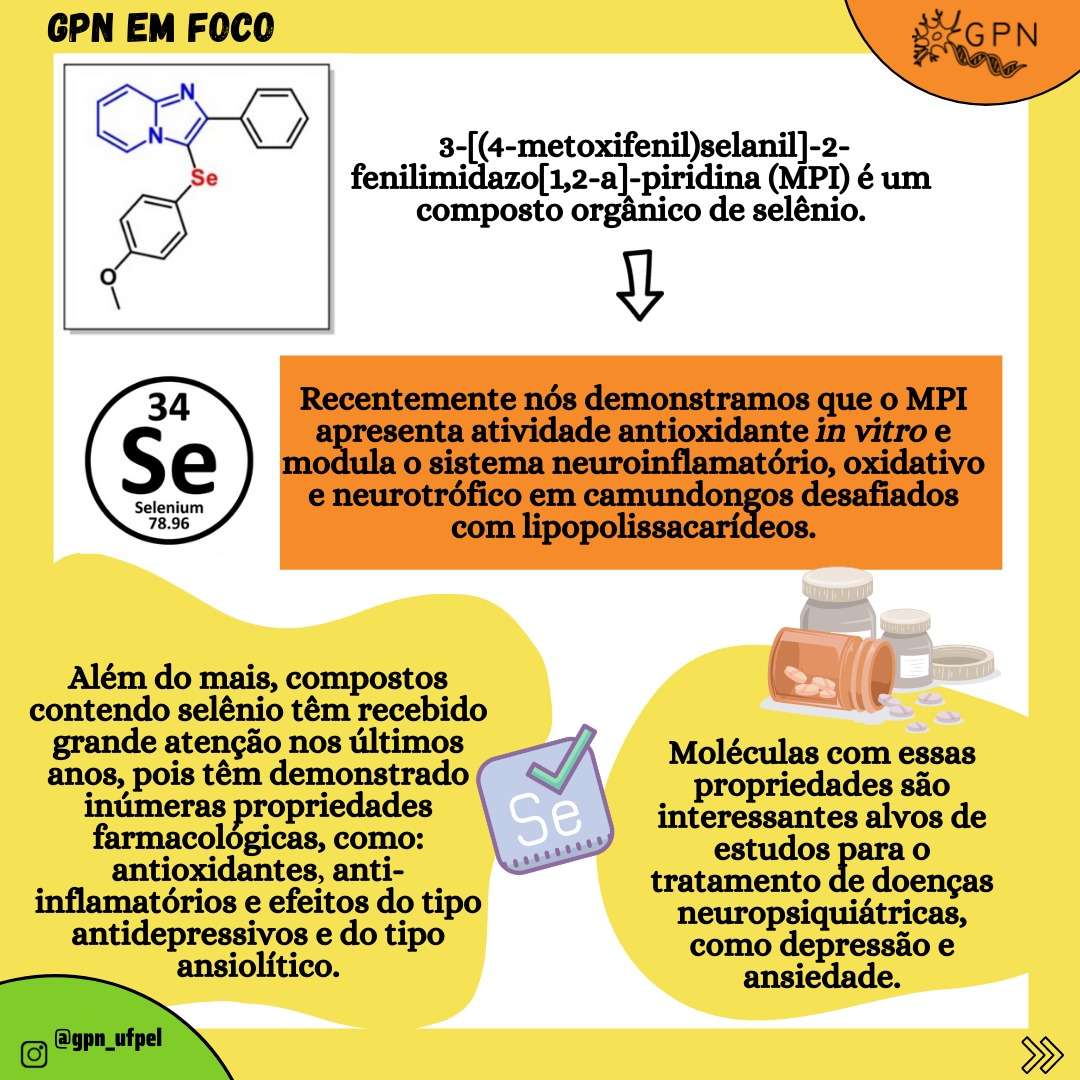 GPN EM FOCO
GPN
N
N
Se
O
3-[(4-metoxifenil)selanil]-2-
fenilimidazo[1,2-a]-piridina (MPI) é um
composto orgânico de selênio.
34
Se
Selenium
78.96
Recentemente nós demonstramos que o MPI
apresenta atividade antioxidante in vitro e
modula o sistema neuroinflamatório, oxidativo
e neurotrófico em camundongos desafiados
com lipopolissacarídeos.
Além do mais, compostos
contendo selênio têm recebido
grande atenção nos últimos
anos, pois têm demonstrado
inúmeras propriedades
farmacológicas, como:
antioxidantes, anti-
inflamatórios e efeitos do tipo
antidepressivos e do tipo
ansiolítico.
Se
Moléculas com essas
propriedades são
interessantes alvos de
estudos para o
tratamento de doenças
neuropsiquiátricas,
como depressão e
ansiedade.
@gpn_ufpel